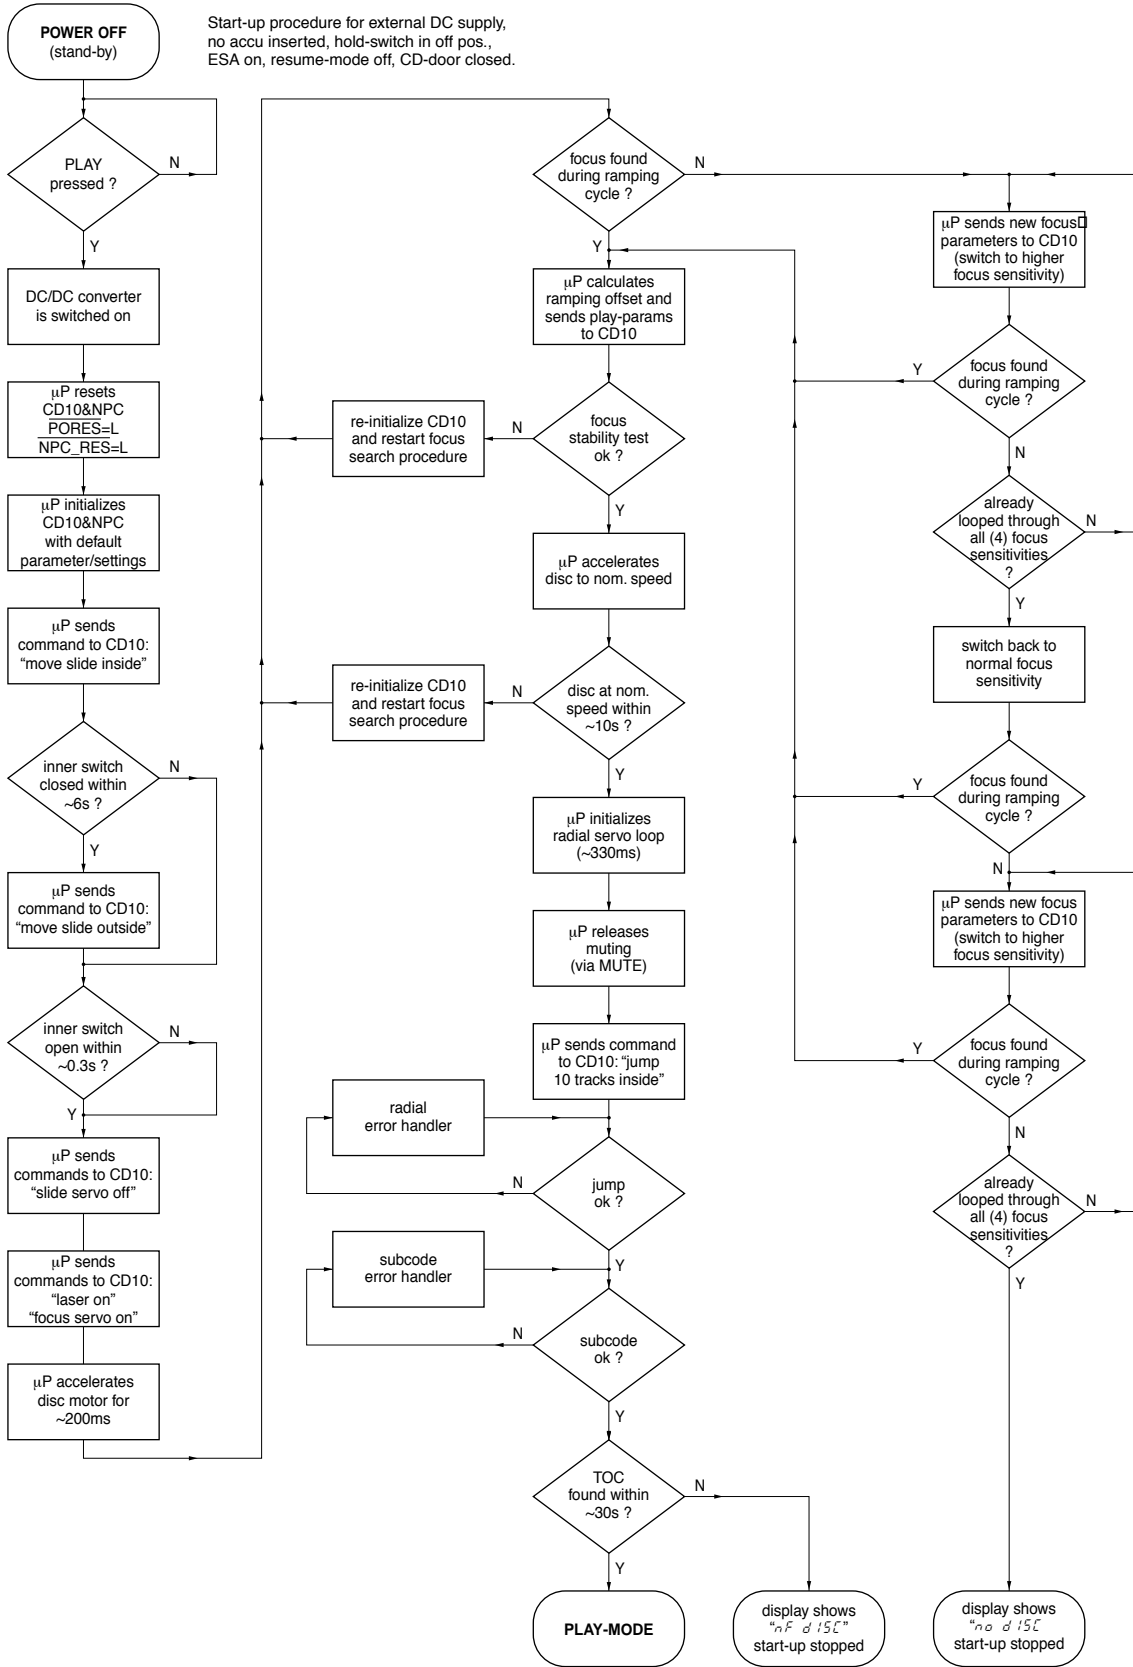 POWER OFF
(stand-by)
Start-up procedure for external DC supply,
no accu inserted, hold-switch in off pos.,
ESA on, resume-mode off, CD-door closed.
PLAY
pressed ?
N
Y
DC/DC converter
is switched on
µP resets
CD10&NPC
PORES=L
NPC_RES=L
µP initializes
CD10&NPC
with default
parameter/settings
µP sends
command to CD10:
“move slide inside”
inner switch
closed within
~6s ?
N
Y
µP sends
command to CD10:
“move slide outside”
inner switch
open within
~0.3s ?
N
Y
µP sends
commands to CD10:
“slide servo off”
µP sends
commands to CD10:
“laser on”
“focus servo on”
µP accelerates
disc motor for
~200ms
focus found
during ramping
cycle ?
N
Y
µP calculates
ramping offset and
sends play-params
to CD10
focus
stability test
ok ?
N
re-initialize CD10
and restart focus
search procedure
Y
µP accelerates
disc to nom. speed
disc at nom.
speed within
~10s ?
N
re-initialize CD10
and restart focus
search procedure
Y
µP initializes
radial servo loop
(~330ms)
µP releases
muting
(via MUTE)
µP sends command
to CD10: “jump
10 tracks inside”
radial
error handler
jump
ok ?
N
Y
subcode
error handler
subcode
ok ?
N
Y
TOC
found within
~30s ?
N
Y
PLAY-MODE
display shows
“nF dISC”
start-up stopped
µP sends new focus
parameters to CD10
(switch to higher
focus sensitivity)
focus found
during ramping
cycle ?
Y
N
already
looped through
all (4) focus
sensitivities
?
N
Y
switch back to
normal focus
sensitivity
focus found
during ramping
cycle ?
Y
N
µP sends new focus
parameters to CD10
(switch to higher
focus sensitivity)
focus found
during ramping
cycle ?
Y
N
already
looped through
all (4) focus
sensitivities
?
N
Y
display shows
“no dISC
start-up stopped